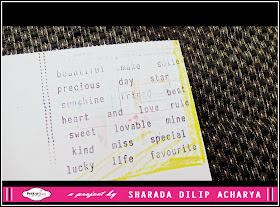 beautiful make smile
precious day star
sunshine friend best
heart and love rule
sweet lovable mine
kind miss special
lucky life favourite
a project by SHARADA DILIP ACHARYA